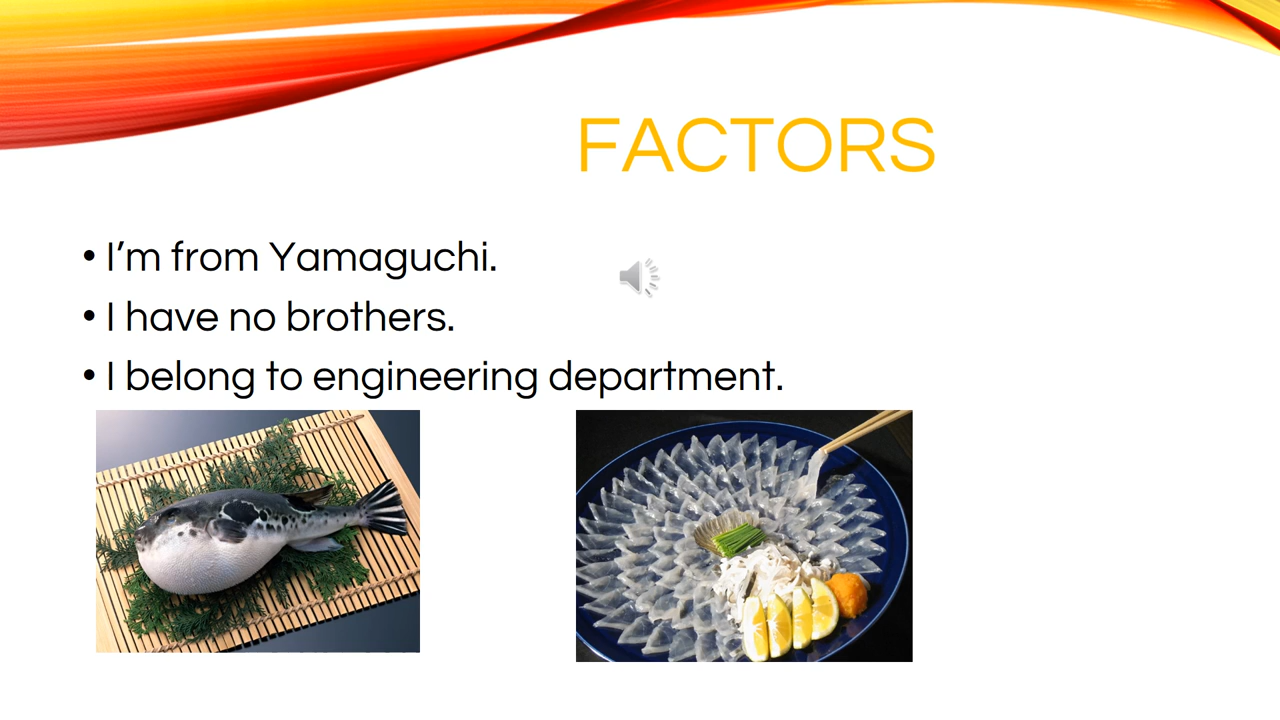 FACTORS
• I’m from Yamaguchi.
• I have no brothers.
• I belong to engineering department.